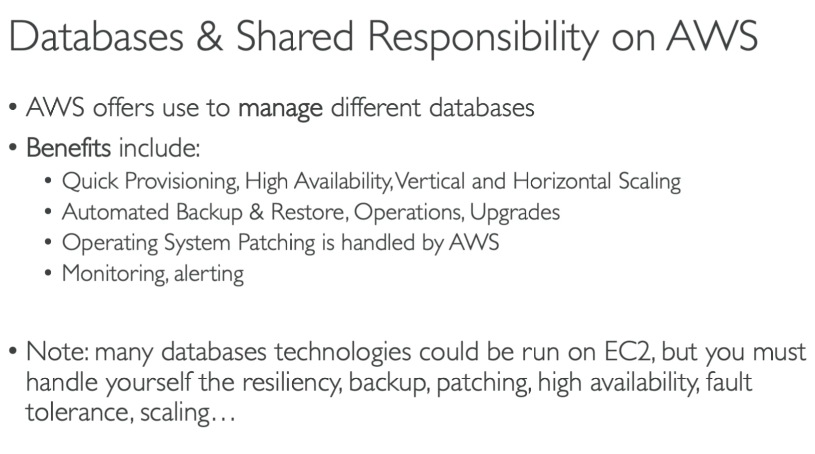 Databases & Shared Responsibility on AWS
• AWS offers use to manage different databases
• Benefits include:
• Quick Provisioning, High Availability, Vertical and Horizontal Scaling
• Automated Backup & Restore, Operations, Upgrades
• Operating System Patching is handled by AWS
• Monitoring, alerting
• Note: many databases technologies could be run on EC2, but you must
handle yourself the resiliency, backup, patching, high availability, fault
tolerance, scaling…